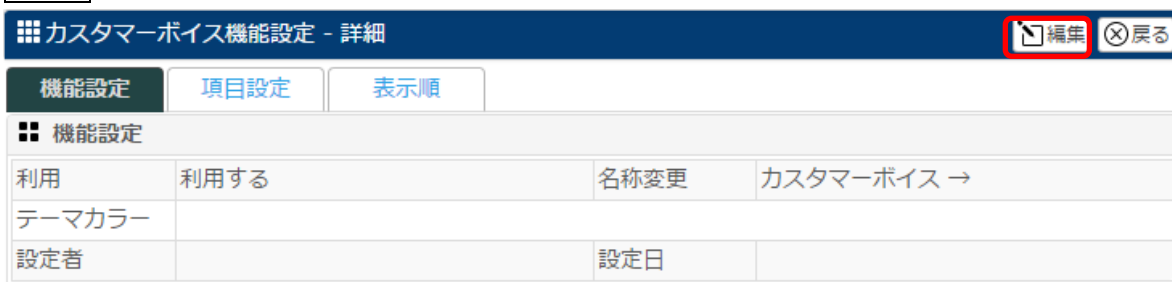 カスタマーボイス機能設定 - 詳細 編集 戻る
機能設定 項目設定 表示順
機能設定
利用 利用する 名称変更 カスタマーボイス →
テーマカラー
設定者 設定日